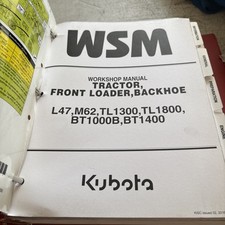 WSM
WORKSHOP MANUAL
TRACTOR,
FRONT LOADER,BACKHOE
L47,M62,TL1300,TL1800,
BT1000B,BT1400
Kubota